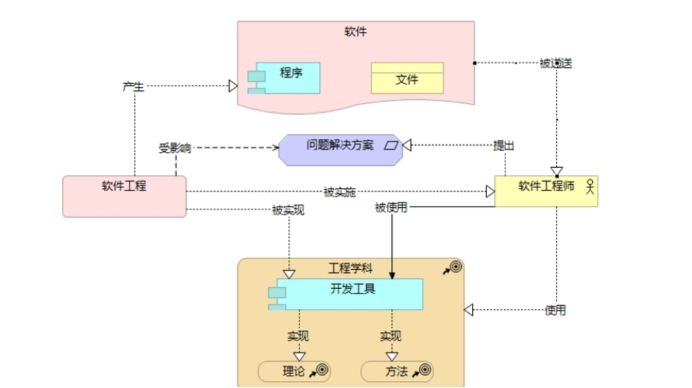 软件
程序
文件
被递送
产生
受影响
问题解决方案
提出
软件工程
被实施
软件工程师
被实现
被使用
工程学科
开发工具
使用
实现
实现
理论
方法